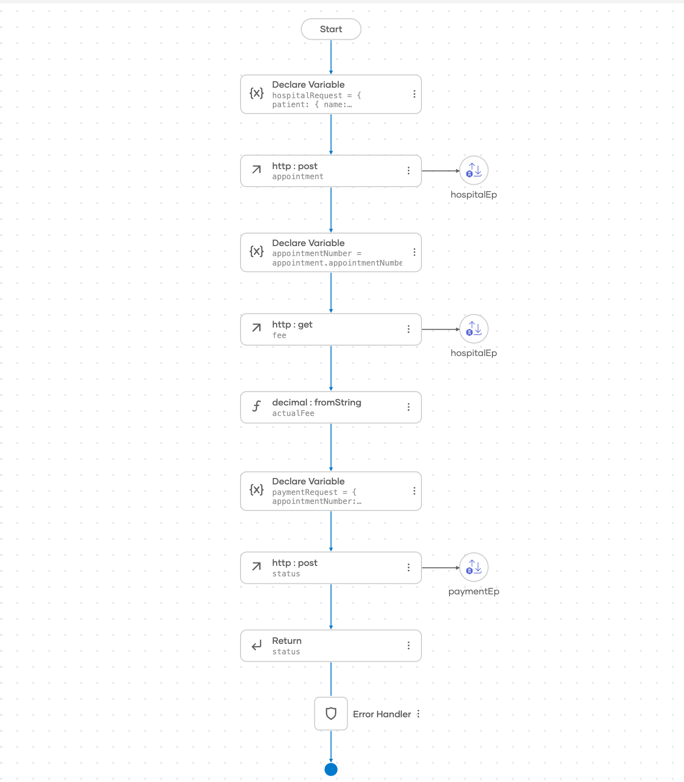 Start
Declare Variable
hospitalRequest = {
patient: { name:…
http : post
appointment
hospitalEp
Declare Variable
appointmentNumber =
appointment.appointmentNumbe
http : get
fee
hospitalEp
decimal : fromString
actualFee
Declare Variable
paymentRequest = {
appointmentNumber:…
http : post
status
paymentEp
Return
status
Error Handler